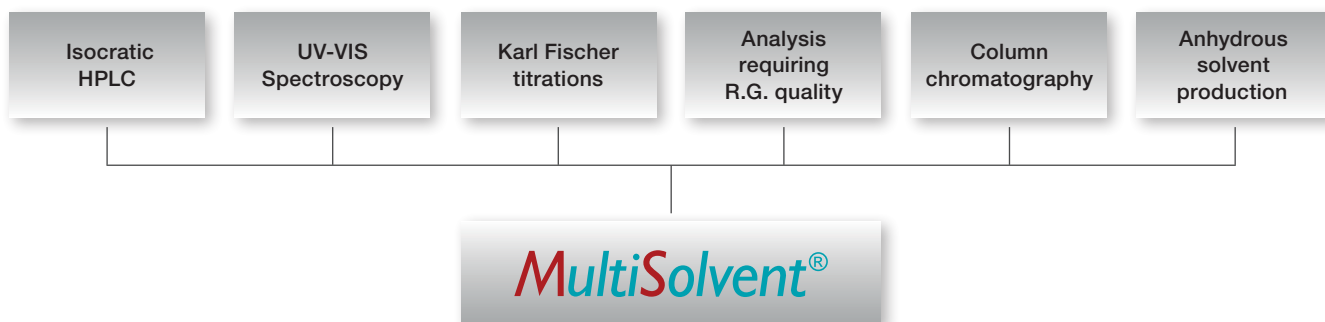 Isocratic
HPLC
UV-VIS
Spectroscopy
Karl Fischer
titrations
Analysis
requiring
R.G. quality
Column
chromatography
Anhydrous
solvent
production
MultiSolvent®